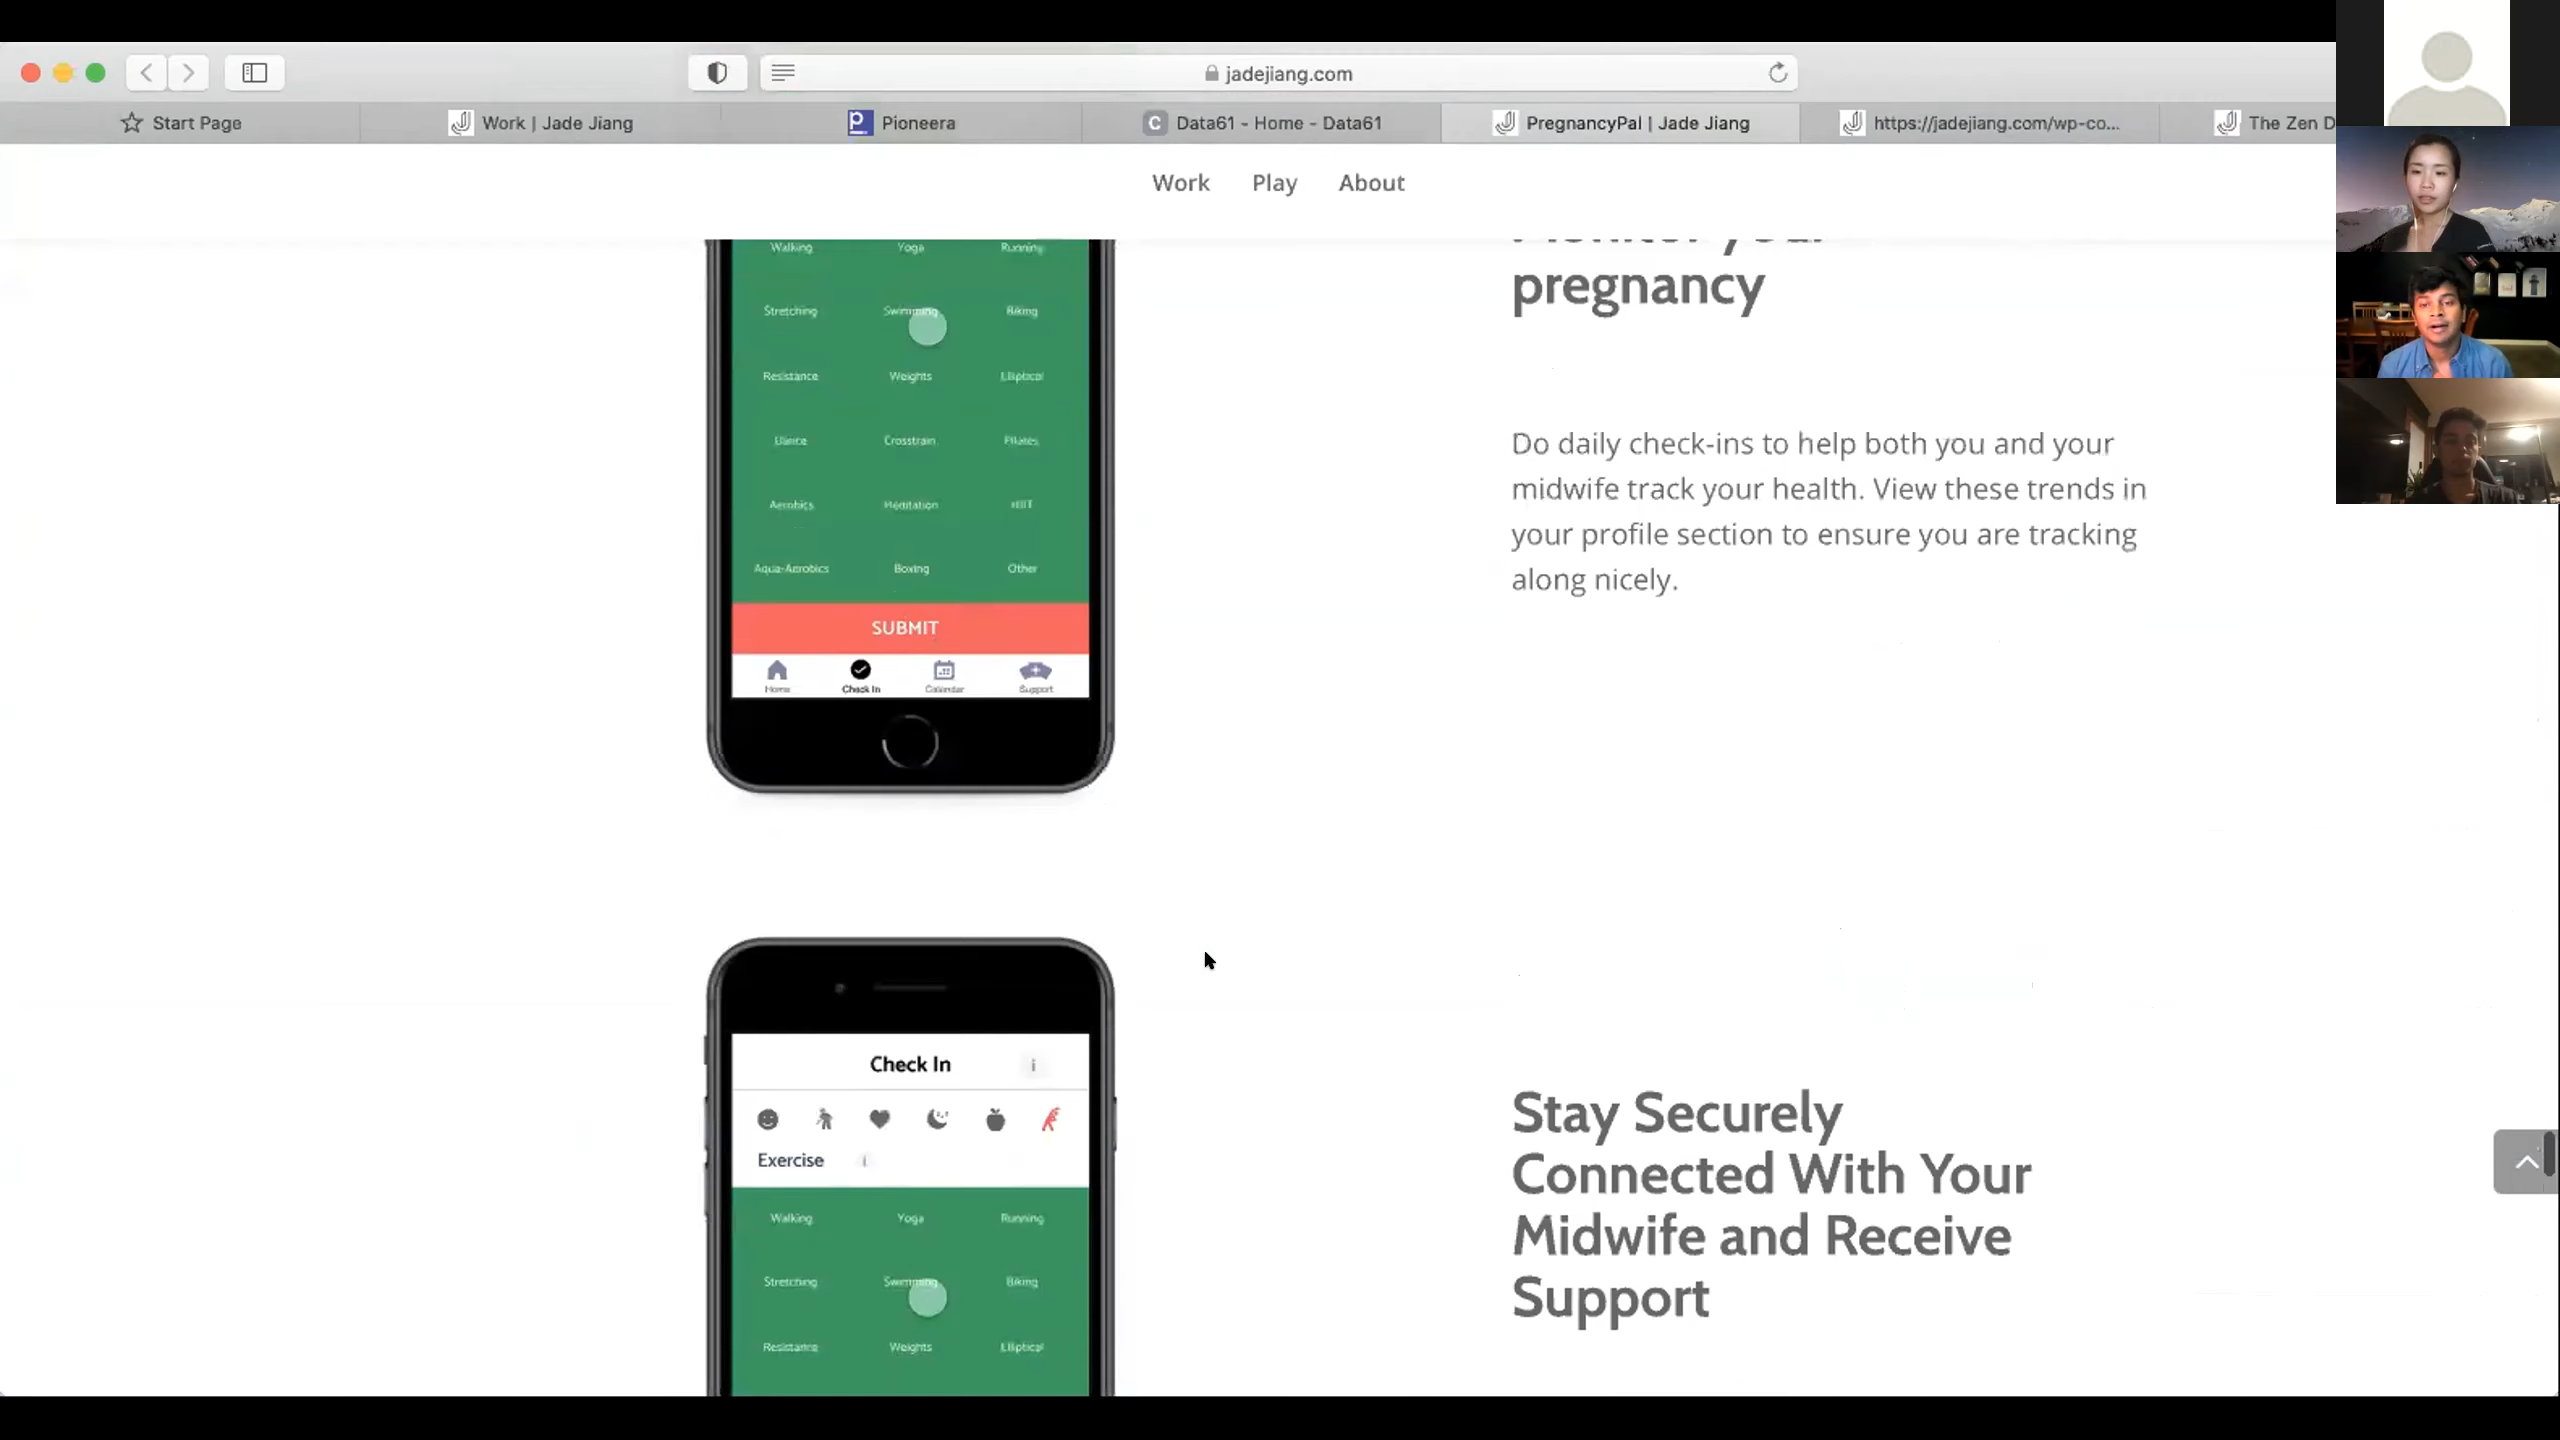 jadejiang.com
Start Page
Work | Jade Jiang
Pioneera
Data61 - Home - Data61
PregnancyPal | Jade Jiang
https://jadejiang.com/wp-co...
The Zen D
Work Play About
Walking Yoga Running
Stretching Swimming Biking
Resistance Weights Elliptical
Dance Crosstrain Pilates
Aerobics Meditation HIIT
Aqua-Aerobics Boxing Other
SUBMIT
Home Check In Calendar Support
Monitor your
pregnancy
Do daily check-ins to help both you and your
midwife track your health. View these trends in
your profile section to ensure you are tracking
along nicely.
Check In i
Exercise i
Walking Yoga Running
Stretching Swimming Biking
Resistance Weights Elliptical
Stay Securely
Connected With Your
Midwife and Receive
Support